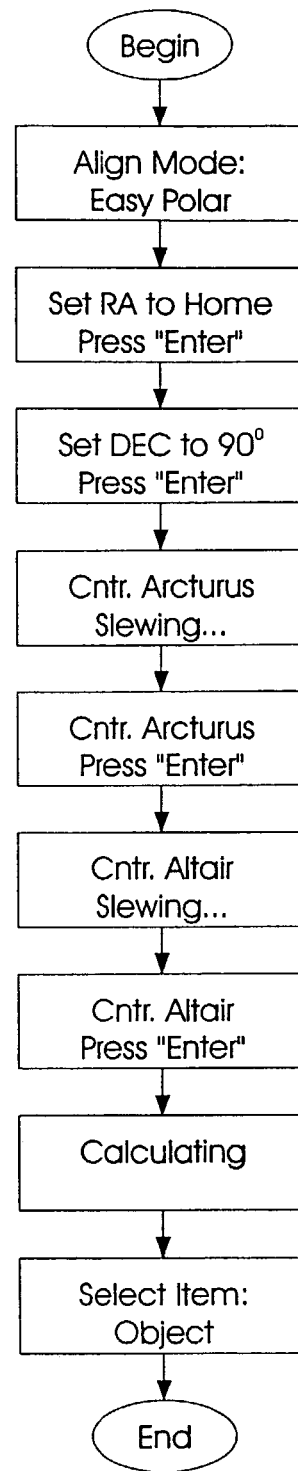 Begin
Align Mode:
Easy Polar
Set RA to Home
Press "Enter"
Set DEC to 90⁰
Press "Enter"
Cntr. Arcturus
Slewing...
Cntr. Arcturus
Press "Enter"
Cntr. Altair
Slewing...
Cntr. Altair
Press "Enter"
Calculating
Select Item:
Object
End